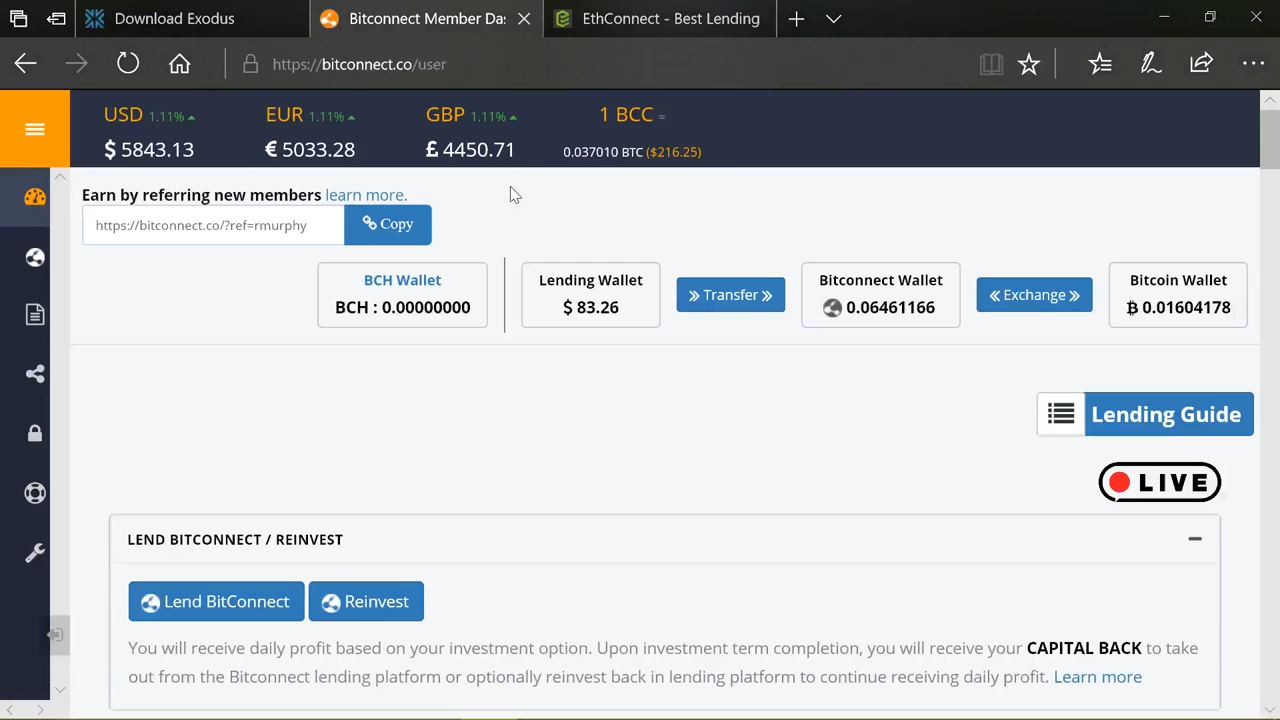 Download Exodus
Bitconnect Member Das
EthConnect - Best Lending
https://bitconnect.co/user
USD 1.11%
EUR 1.11%
GBP 1.11%
1 BCC =
$ 5843.13
€ 5033.28
£ 4450.71
0.037010 BTC ($216.25)
Earn by referring new members learn more.
https://bitconnect.co/?ref=rmurphy
Copy
BCH Wallet
BCH : 0.00000000
Lending Wallet
$ 83.26
Transfer
Bitconnect Wallet
0.06461166
Exchange
Bitcoin Wallet
0.01604178
Lending Guide
LIVE
LEND BITCONNECT / REINVEST
Lend BitConnect
Reinvest
You will receive daily profit based on your investment option. Upon investment term completion, you will receive your CAPITAL BACK to take
out from the Bitconnect lending platform or optionally reinvest back in lending platform to continue receiving daily profit. Learn more